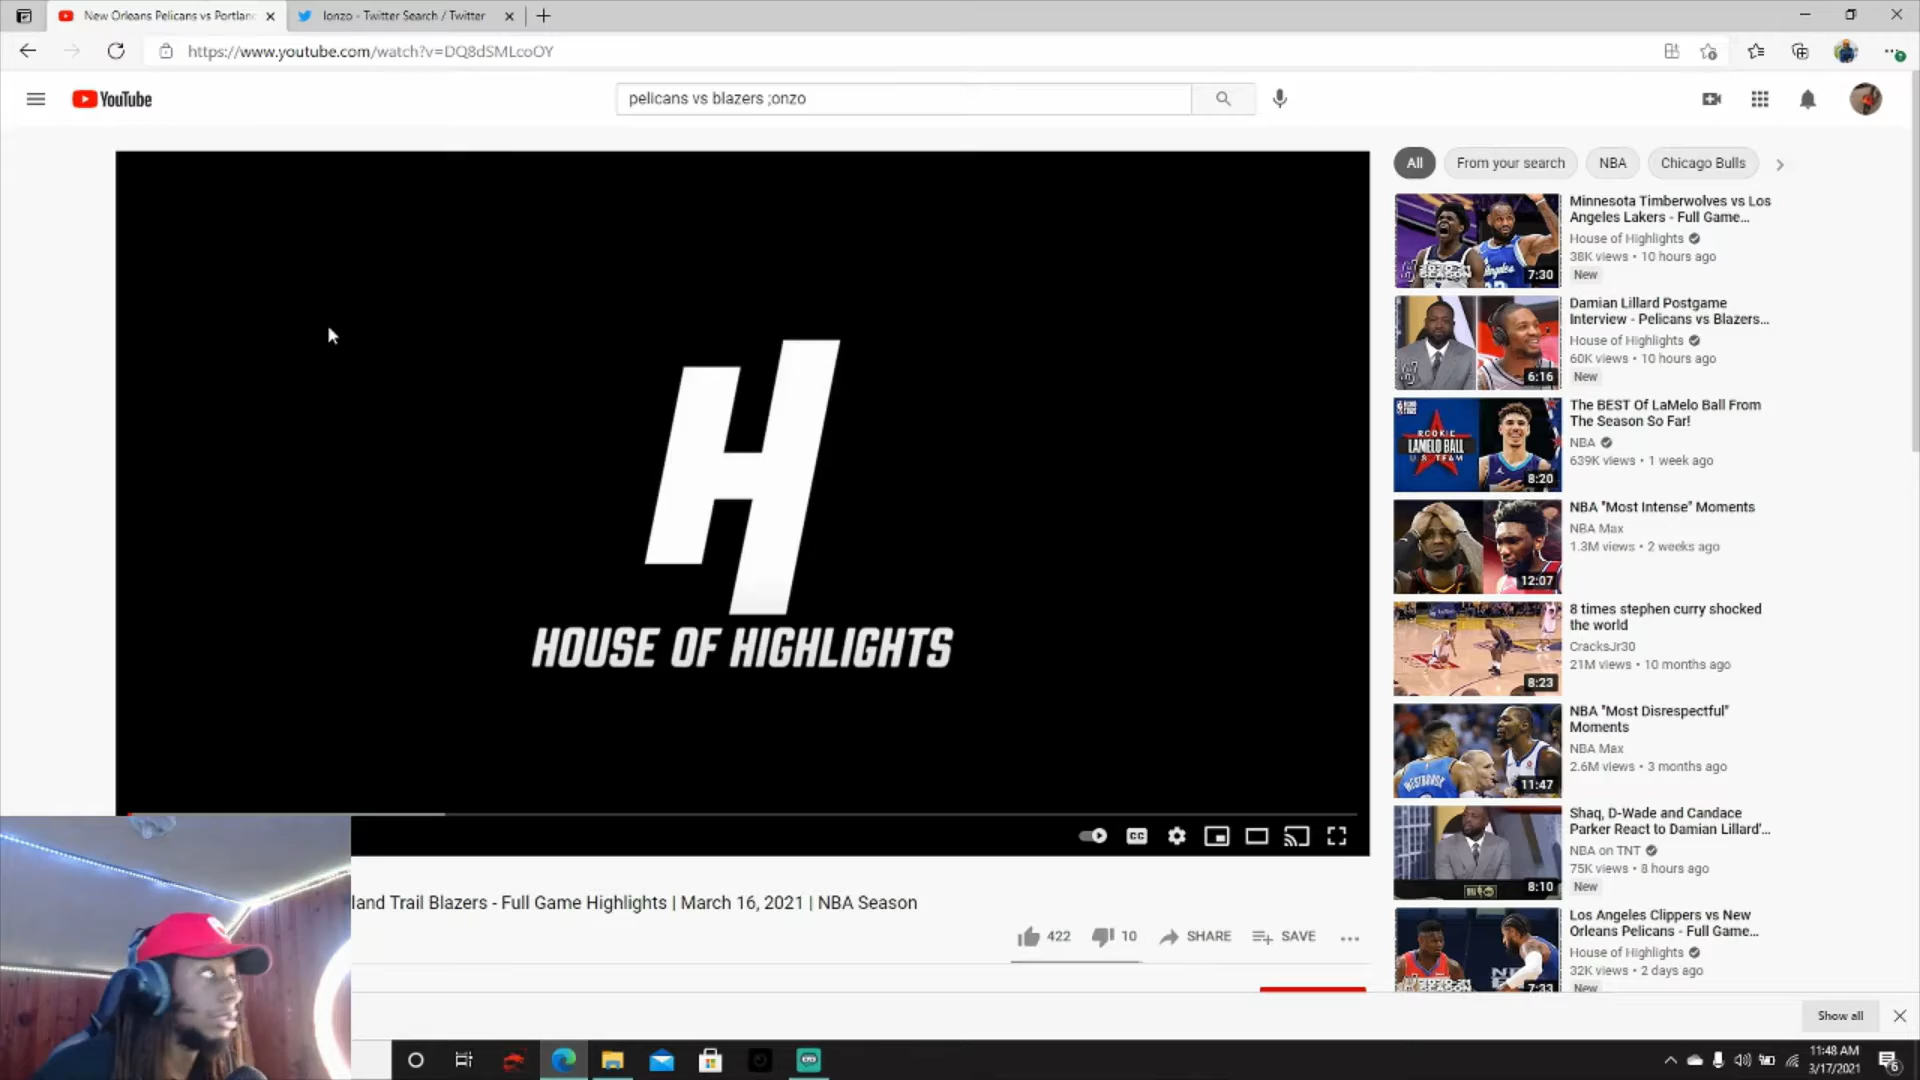 New Orleans Pelicans vs Portlan
lonzo - Twitter Search / Twitter
https://www.youtube.com/watch?v=DQ8dSMLcoOY
YouTube
pelicans vs blazers ;onzo
All
From your search
NBA
Chicago Bulls
HOUSE OF HIGHLIGHTS
Minnesota Timberwolves vs Los
Angeles Lakers - Full Game...
House of Highlights
38K views • 10 hours ago
New
7:30
Damian Lillard Postgame
Interview - Pelicans vs Blazers...
House of Highlights
60K views • 10 hours ago
New
6:16
The BEST Of LaMelo Ball From
The Season So Far!
NBA
639K views • 1 week ago
ROOKIE
LAMELO BALL
U.S. TEAM
8:20
NBA "Most Intense" Moments
NBA Max
1.3M views • 2 weeks ago
12:07
8 times stephen curry shocked
the world
CracksJr30
21M views • 10 months ago
8:23
NBA "Most Disrespectful"
Moments
NBA Max
2.6M views • 3 months ago
WESTBROOK
11:47
Shaq, D-Wade and Candace
Parker React to Damian Lillard'...
NBA on TNT
75K views • 8 hours ago
New
8:10
Los Angeles Clippers vs New
Orleans Pelicans - Full Game...
House of Highlights
32K views • 2 days ago
New
7:33
CC
land Trail Blazers - Full Game Highlights | March 16, 2021 | NBA Season
422
10
SHARE
SAVE
Show all
11:48 AM
3/17/2021
6